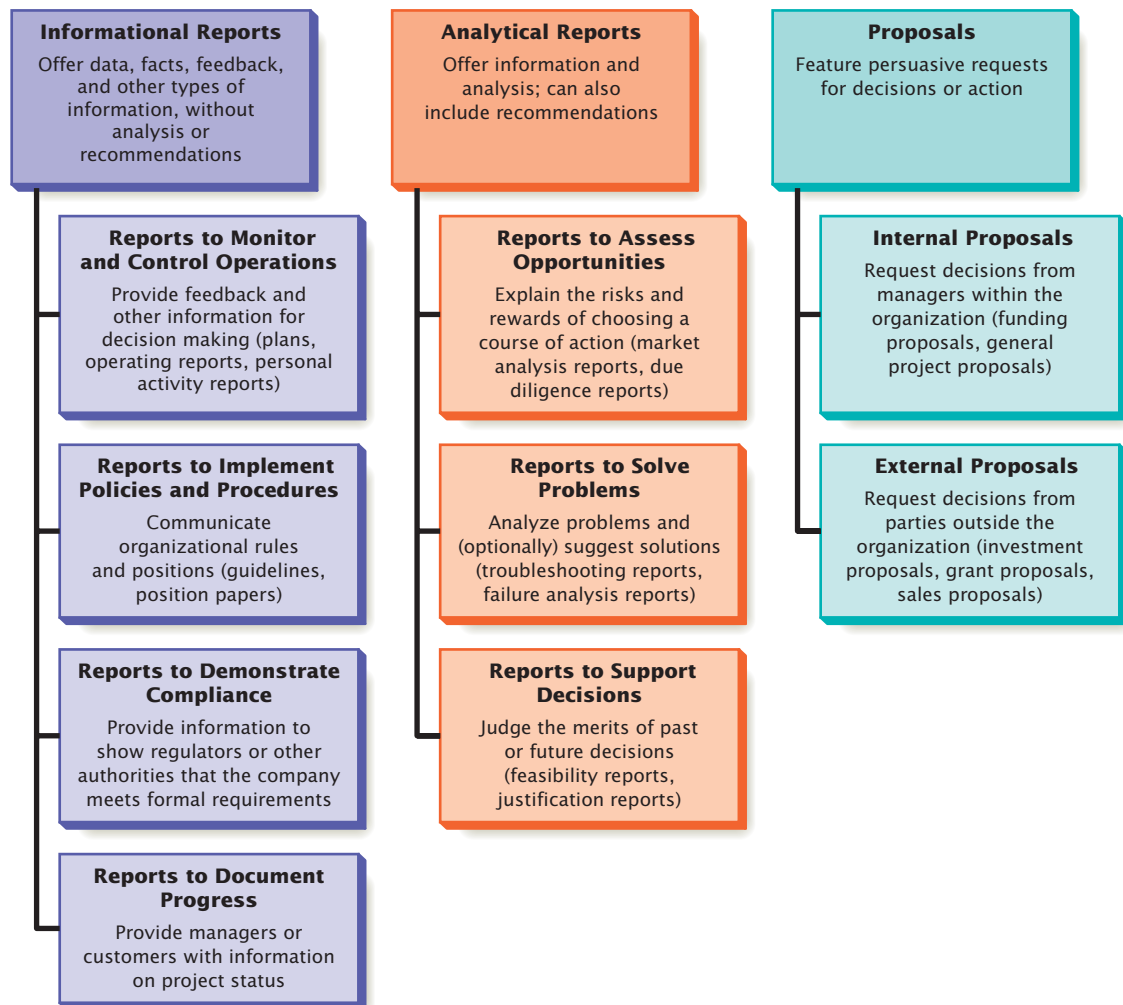 Informational Reports
Offer data, facts, feedback,
and other types of
information, without
analysis or
recommendations
Reports to Monitor
and Control Operations
Provide feedback and
other information for
decision making (plans,
operating reports, personal
activity reports)
Reports to Implement
Policies and Procedures
Communicate
organizational rules
and positions (guidelines,
position papers)
Reports to Demonstrate
Compliance
Provide information to
show regulators or other
authorities that the company
meets formal requirements
Reports to Document
Progress
Provide managers or
customers with information
on project status
Analytical Reports
Offer information and
analysis; can also
include recommendations
Reports to Assess
Opportunities
Explain the risks and
rewards of choosing a
course of action (market
analysis reports, due
diligence reports)
Reports to Solve
Problems
Analyze problems and
(optionally) suggest solutions
(troubleshooting reports,
failure analysis reports)
Reports to Support
Decisions
Judge the merits of past
or future decisions
(feasibility reports,
justification reports)
Proposals
Feature persuasive requests
for decisions or action
Internal Proposals
Request decisions from
managers within the
organization (funding
proposals, general
project proposals)
External Proposals
Request decisions from
parties outside the
organization (investment
proposals, grant proposals,
sales proposals)